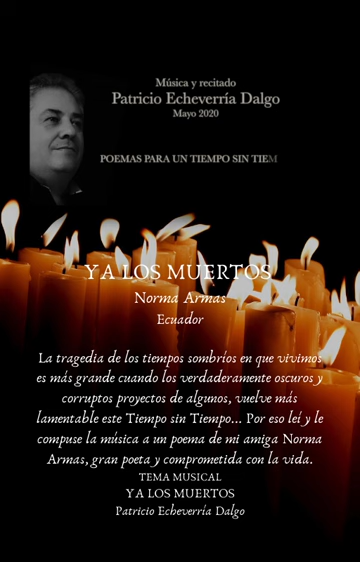 Música y recitado
Patricio Echeverría Dalgo
Mayo 2020
POEMAS PARA UN TIEMPO SIN TIEM
YA LOS MUERTOS
Norma Armas
Ecuador
La tragedia de los tiempos sombríos en que vivimos
es más grande cuando los verdaderamente oscuros y
corruptos proyectos de algunos, vuelve más
lamentable este Tiempo sin Tiempo... Por eso leí y le
compuse la música a un poema de mi amiga Norma
Armas, gran poeta y comprometida con la vida.
TEMA MUSICAL
YA LOS MUERTOS
Patricio Echeverría Dalgo